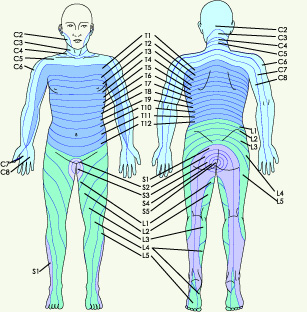 C2
C3
C4
C5
C6
C7
C8
S1
T1
T2
T3
T4
T5
T6
T7
T8
T9
T10
T11
T12
S1
S2
S3
S4
S5
L1
L2
L3
L4
L5
C2
C3
C4
C5
C6
C7
C8
L1
L2
L3
L4
L5